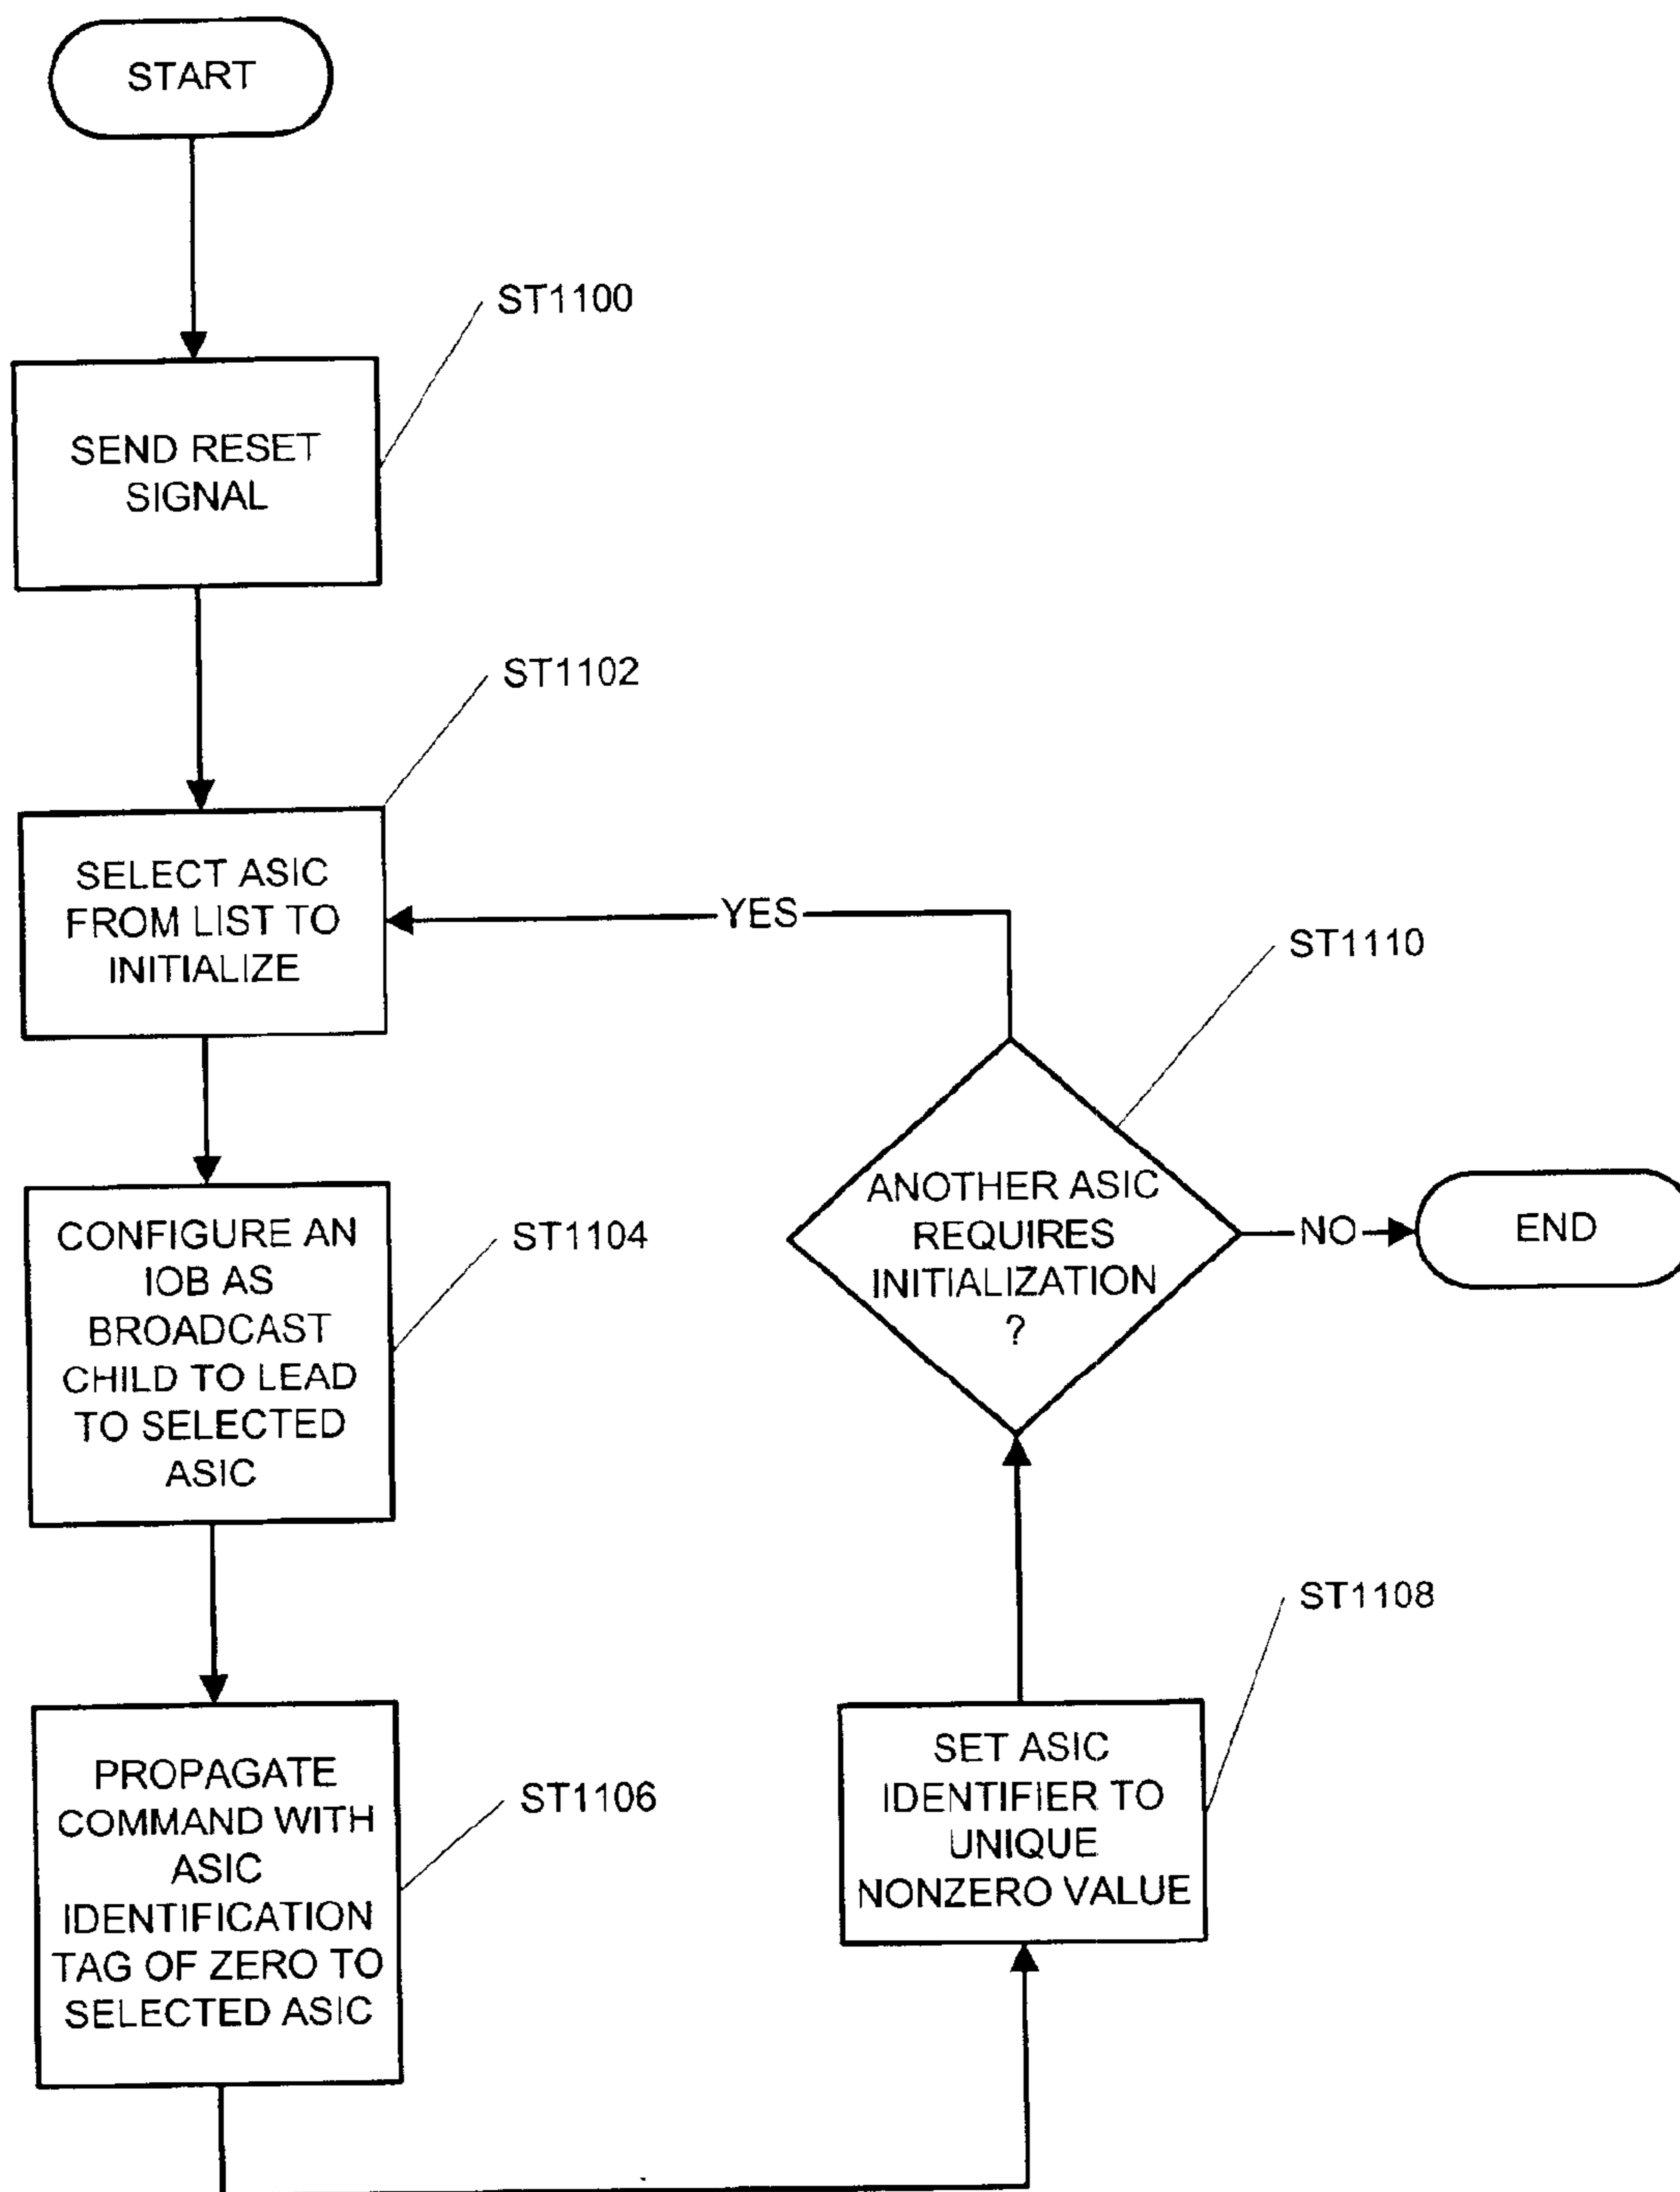 START
ST1100
SEND RESET
SIGNAL
ST1102
SELECT ASIC
FROM LIST TO
INITIALIZE
YES
ST1110
CONFIGURE AN
IOB AS
BROADCAST
CHILD TO LEAD
TO SELECTED
ASIC
ST1104
ANOTHER ASIC
REQUIRES
INITIALIZATION
?
NO
END
PROPAGATE
COMMAND WITH
ASIC
IDENTIFICATION
TAG OF ZERO TO
SELECTED ASIC
ST1106
ST1108
SET ASIC
IDENTIFIER TO
UNIQUE
NONZERO VALUE